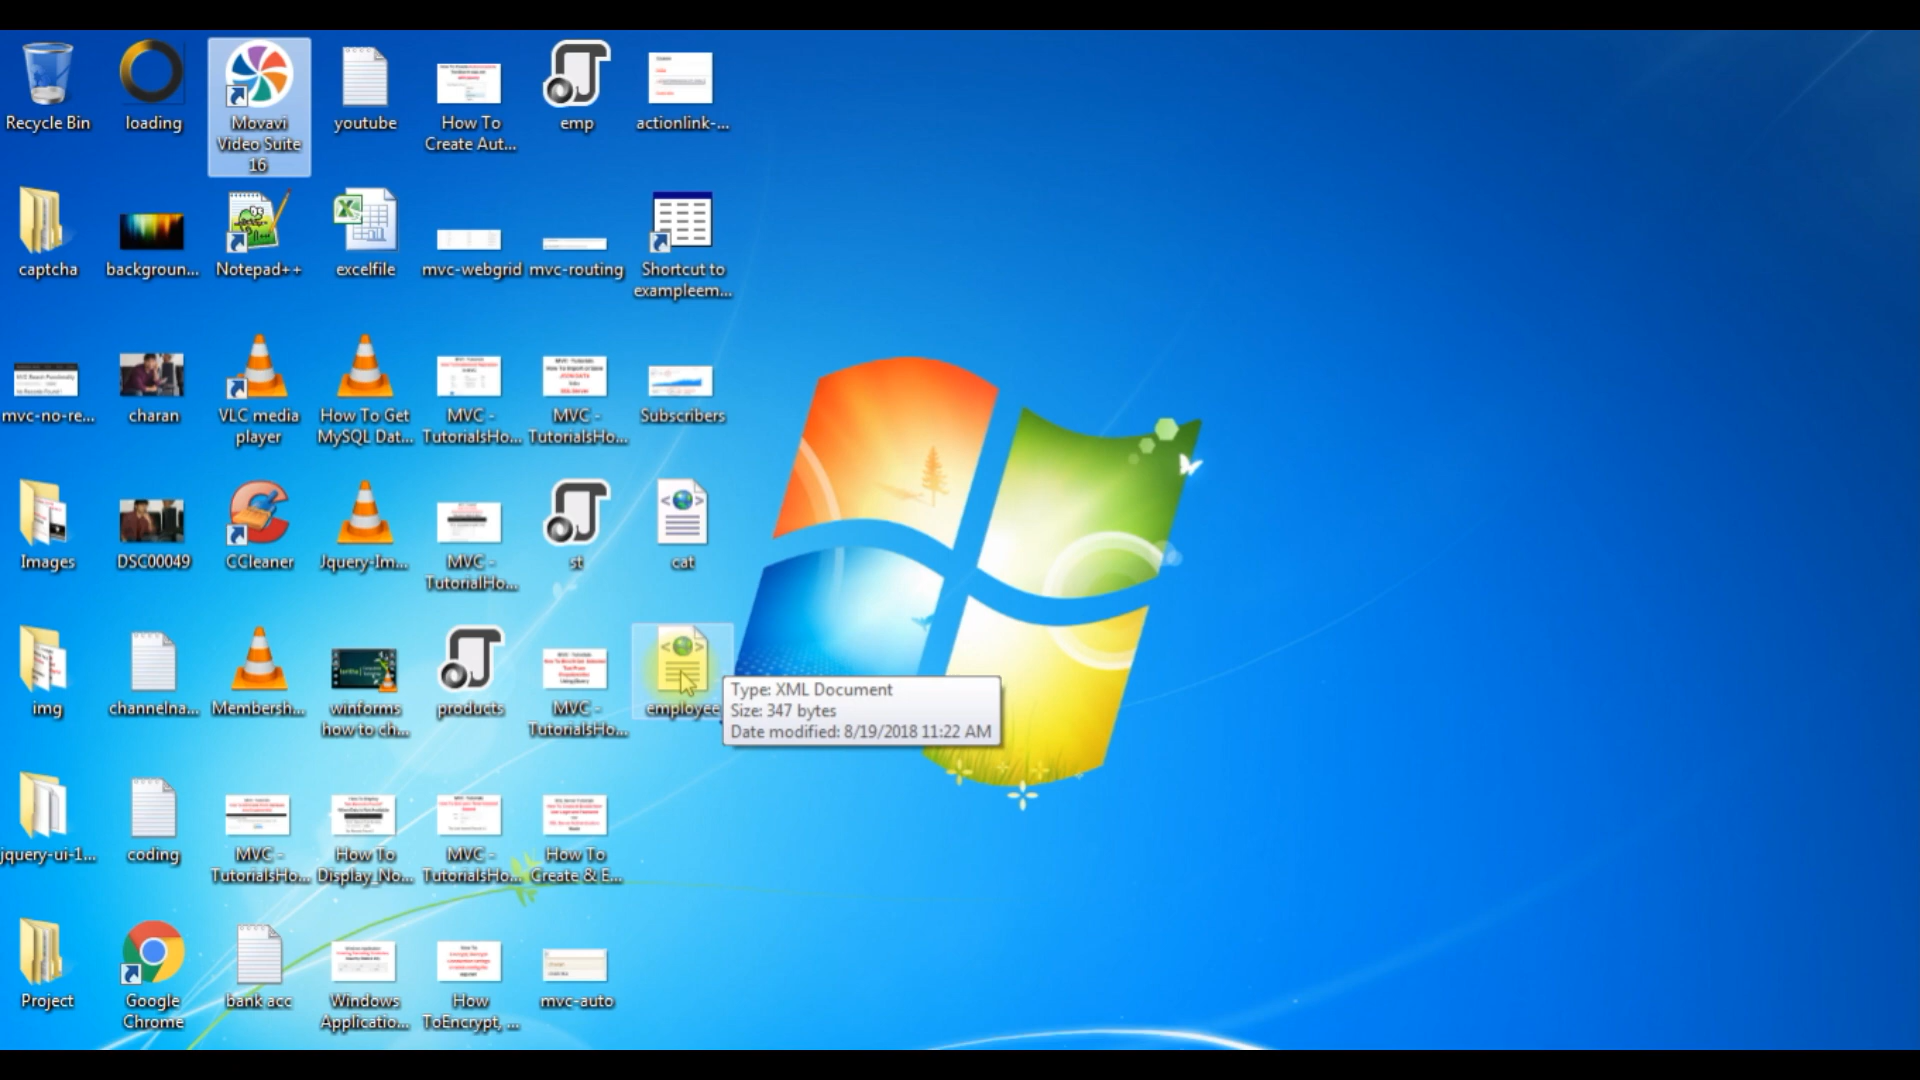 Recycle Bin
loading
Movavi
Video Suite
16
youtube
How To
Create Aut...
emp
actionlink-...
captcha
backgroun...
Notepad++
excelfile
mvc-webgrid
mvc-routing
Shortcut to
exampleem...
mvc-no-re...
charan
VLC media
player
How To Get
MySQL Dat...
MVC -
TutorialsHo...
MVC -
TutorialsHo...
Subscribers
Images
DSC00049
CCleaner
Jquery-Im...
MVC -
TutorialHo...
st
cat
img
channelna...
Membersh...
winforms
how to ch...
products
MVC -
TutorialsHo...
employee
Type: XML Document
Size: 347 bytes
Date modified: 8/19/2018 11:22 AM
jquery-ui-1...
coding
MVC -
TutorialsHo...
How To
Display_No...
MVC -
TutorialsHo...
How To
Create & E...
Project
Google
Chrome
bank acc
Windows
Applicatio...
How
ToEncrypt, ...
mvc-auto